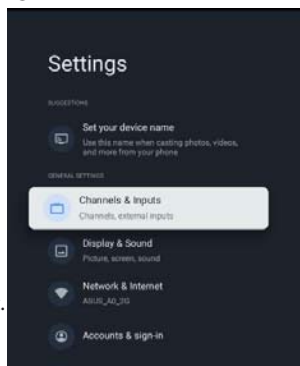 Settings
SUGGESTIONS
Set your device name
Use this name when casting photos, videos,
and more from your phone
GENERAL SETTINGS
Channels & Inputs
Channels, external inputs
Display & Sound
Picture, screen, sound
Network & Internet
ASUS_AQ_2G
Accounts & sign-in